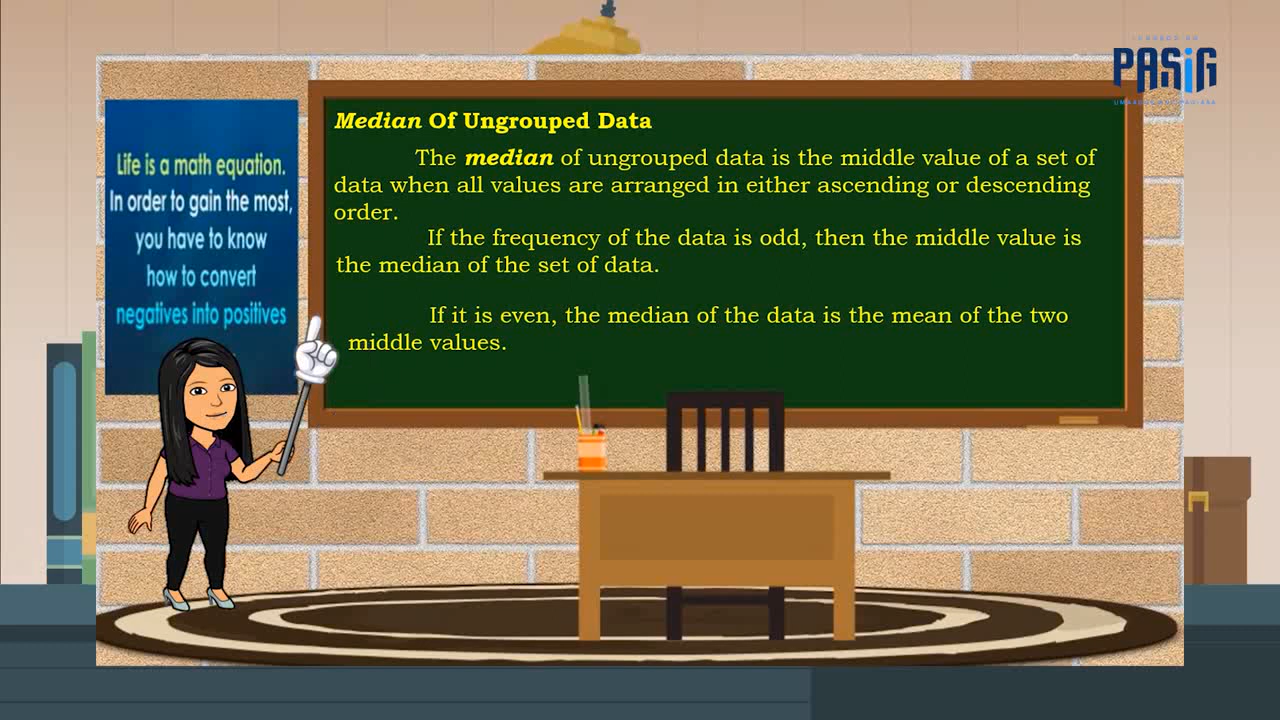 PASiG
Life is a math equation.
In order to gain the most,
you have to know
how to convert
negatives into positives
Median Of Ungrouped Data
The median of ungrouped data is the middle value of a set of
data when all values are arranged in either ascending or descending
order.
If the frequency of the data is odd, then the middle value is
the median of the set of data.
If it is even, the median of the data is the mean of the two
middle values.